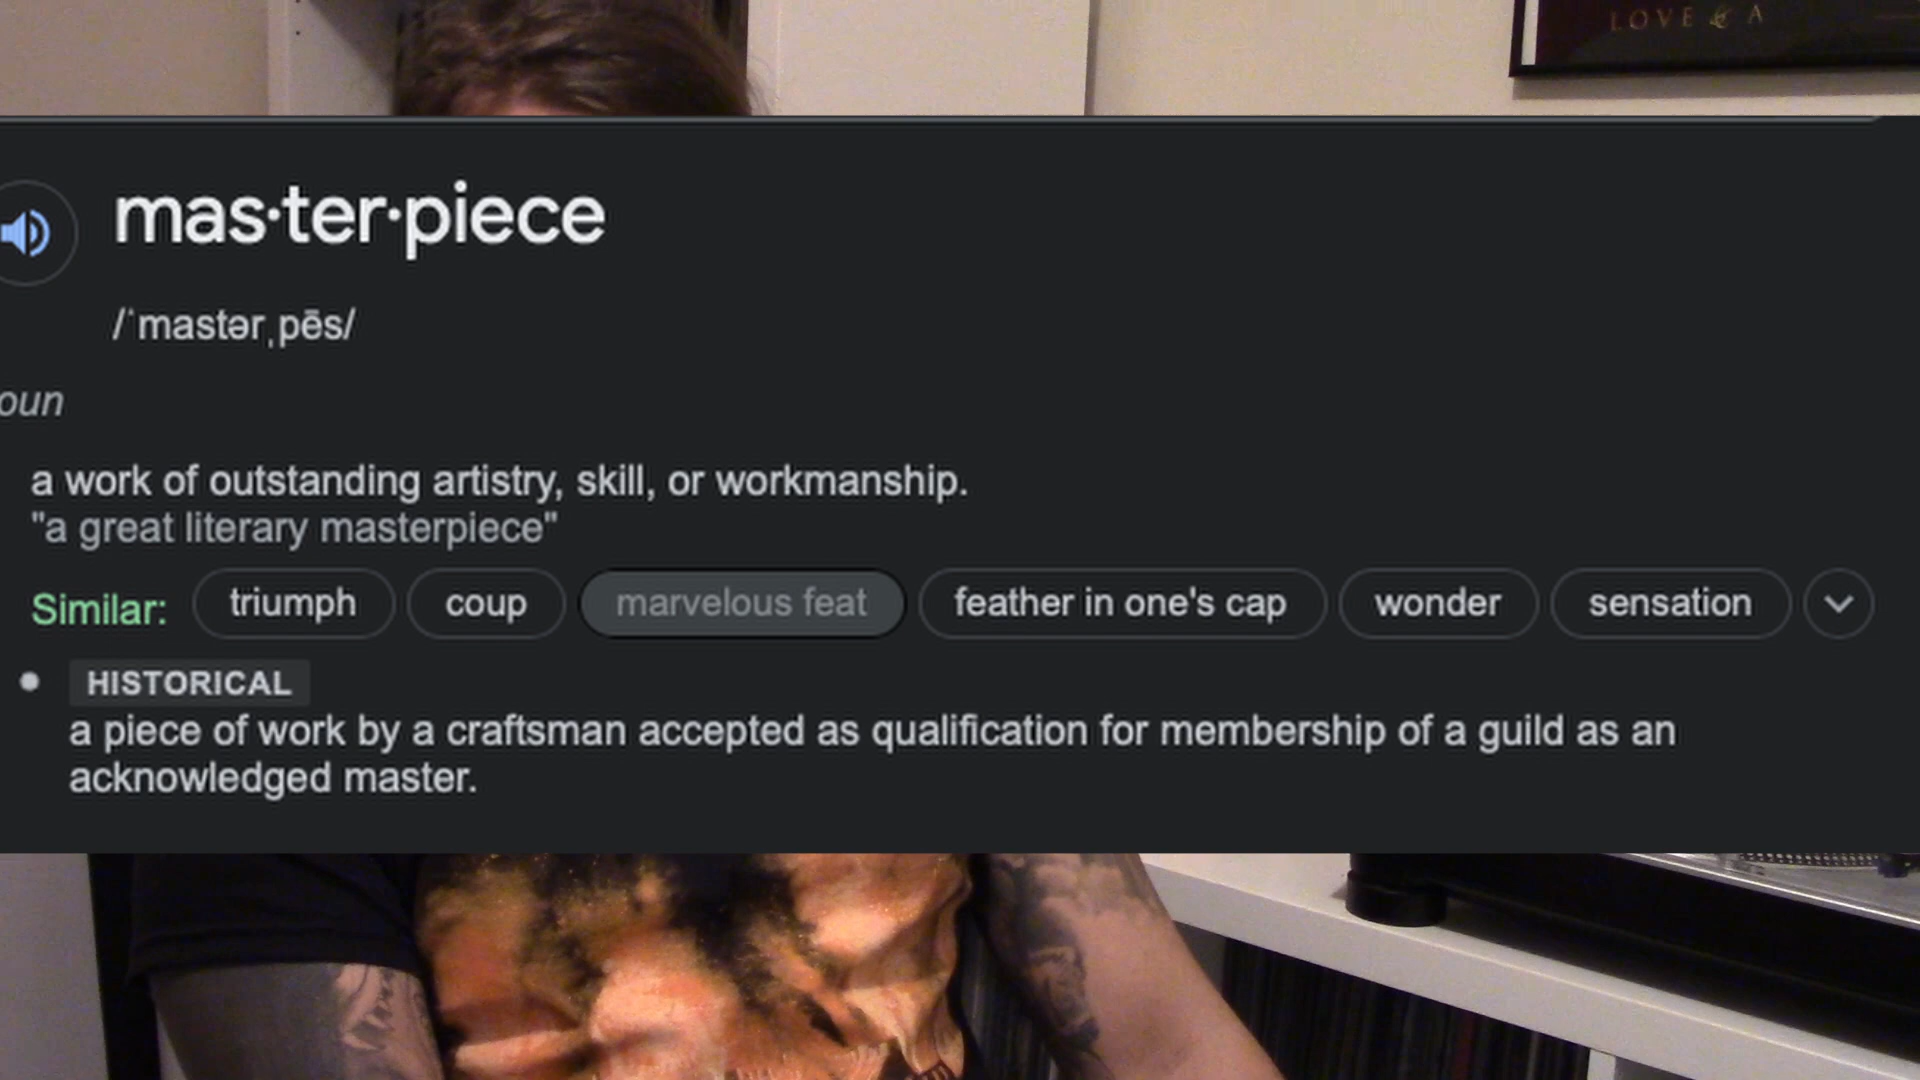 LOVE & A
mas·ter·piece
/ˈmastərˌpēs/
oun
a work of outstanding artistry, skill, or workmanship.
"a great literary masterpiece"
Similar: triumph coup marvelous feat feather in one's cap wonder sensation
• HISTORICAL
a piece of work by a craftsman accepted as qualification for membership of a guild as an
acknowledged master.